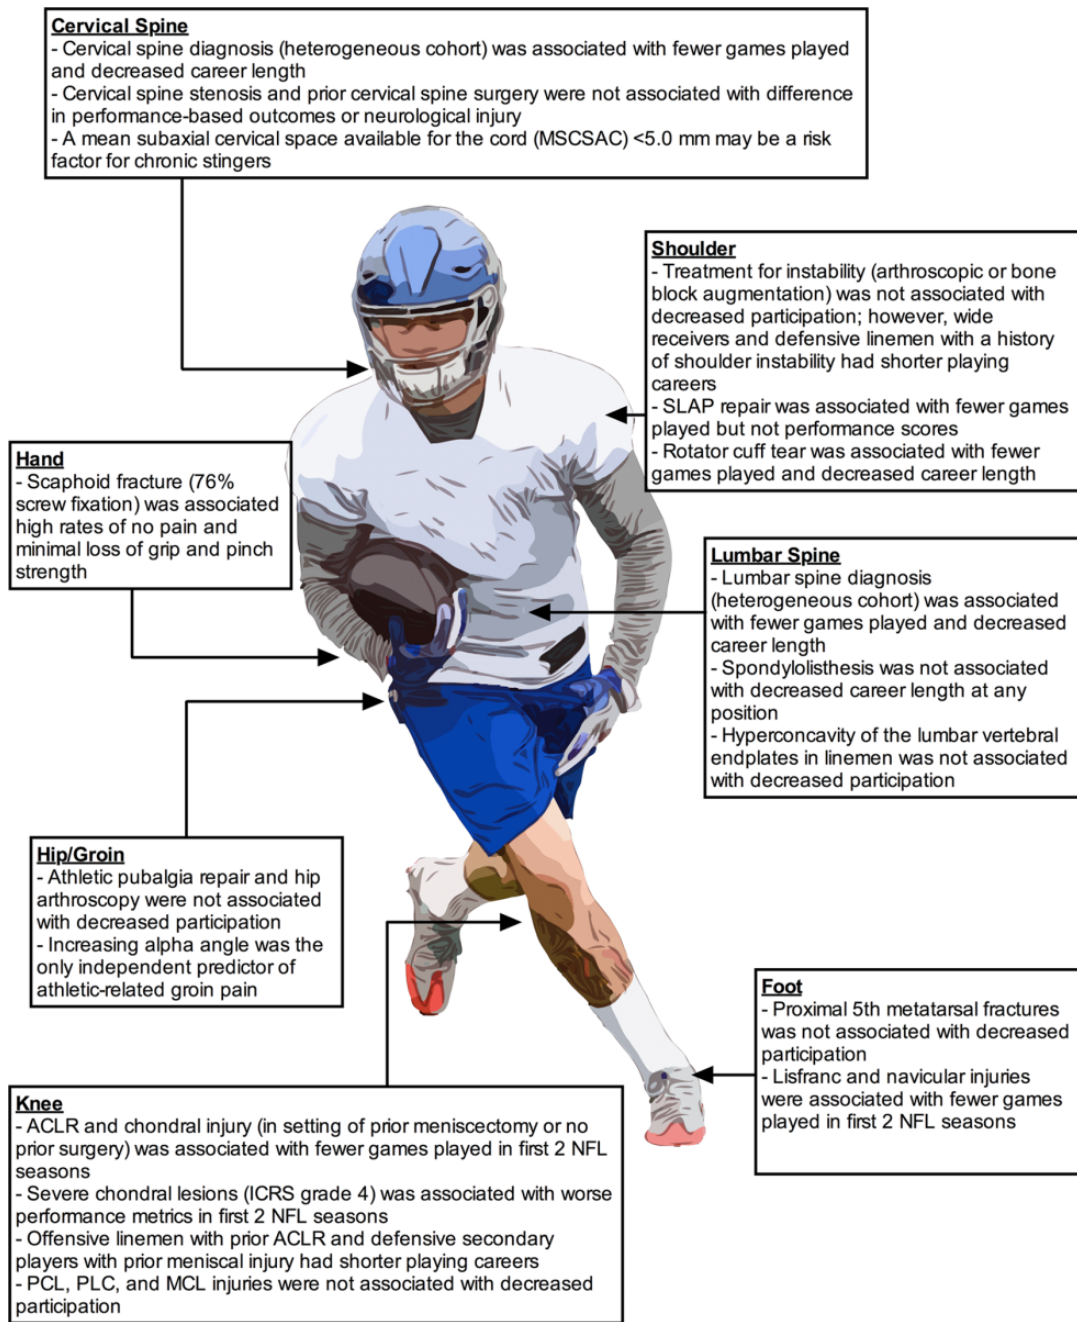 Cervical Spine
- Cervical spine diagnosis (heterogeneous cohort) was associated with fewer games played
and decreased career length
- Cervical spine stenosis and prior cervical spine surgery were not associated with difference
in performance-based outcomes or neurological injury
- A mean subaxial cervical space available for the cord (MSCSAC) <5.0 mm may be a risk
factor for chronic stingers
Shoulder
- Treatment for instability (arthroscopic or bone
block augmentation) was not associated with
decreased participation; however, wide
receivers and defensive linemen with a history
of shoulder instability had shorter playing
careers
- SLAP repair was associated with fewer games
played but not performance scores
- Rotator cuff tear was associated with fewer
games played and decreased career length
Hand
- Scaphoid fracture (76%
screw fixation) was associated
high rates of no pain and
minimal loss of grip and pinch
strength
Lumbar Spine
- Lumbar spine diagnosis
(heterogeneous cohort) was associated
with fewer games played and decreased
career length
- Spondylolisthesis was not associated
with decreased career length at any
position
- Hyperconcavity of the lumbar vertebral
endplates in linemen was not associated
with decreased participation
Hip/Groin
- Athletic pubalgia repair and hip
arthroscopy were not associated
with decreased participation
- Increasing alpha angle was the
only independent predictor of
athletic-related groin pain
Foot
- Proximal 5th metatarsal fractures
was not associated with decreased
participation
- Lisfranc and navicular injuries
were associated with fewer games
played in first 2 NFL seasons
Knee
- ACLR and chondral injury (in setting of prior meniscectomy or no
prior surgery) was associated with fewer games played in first 2 NFL
seasons
- Severe chondral lesions (ICRS grade 4) was associated with worse
performance metrics in first 2 NFL seasons
- Offensive linemen with prior ACLR and defensive secondary
players with prior meniscal injury had shorter playing careers
- PCL, PLC, and MCL injuries were not associated with decreased
participation